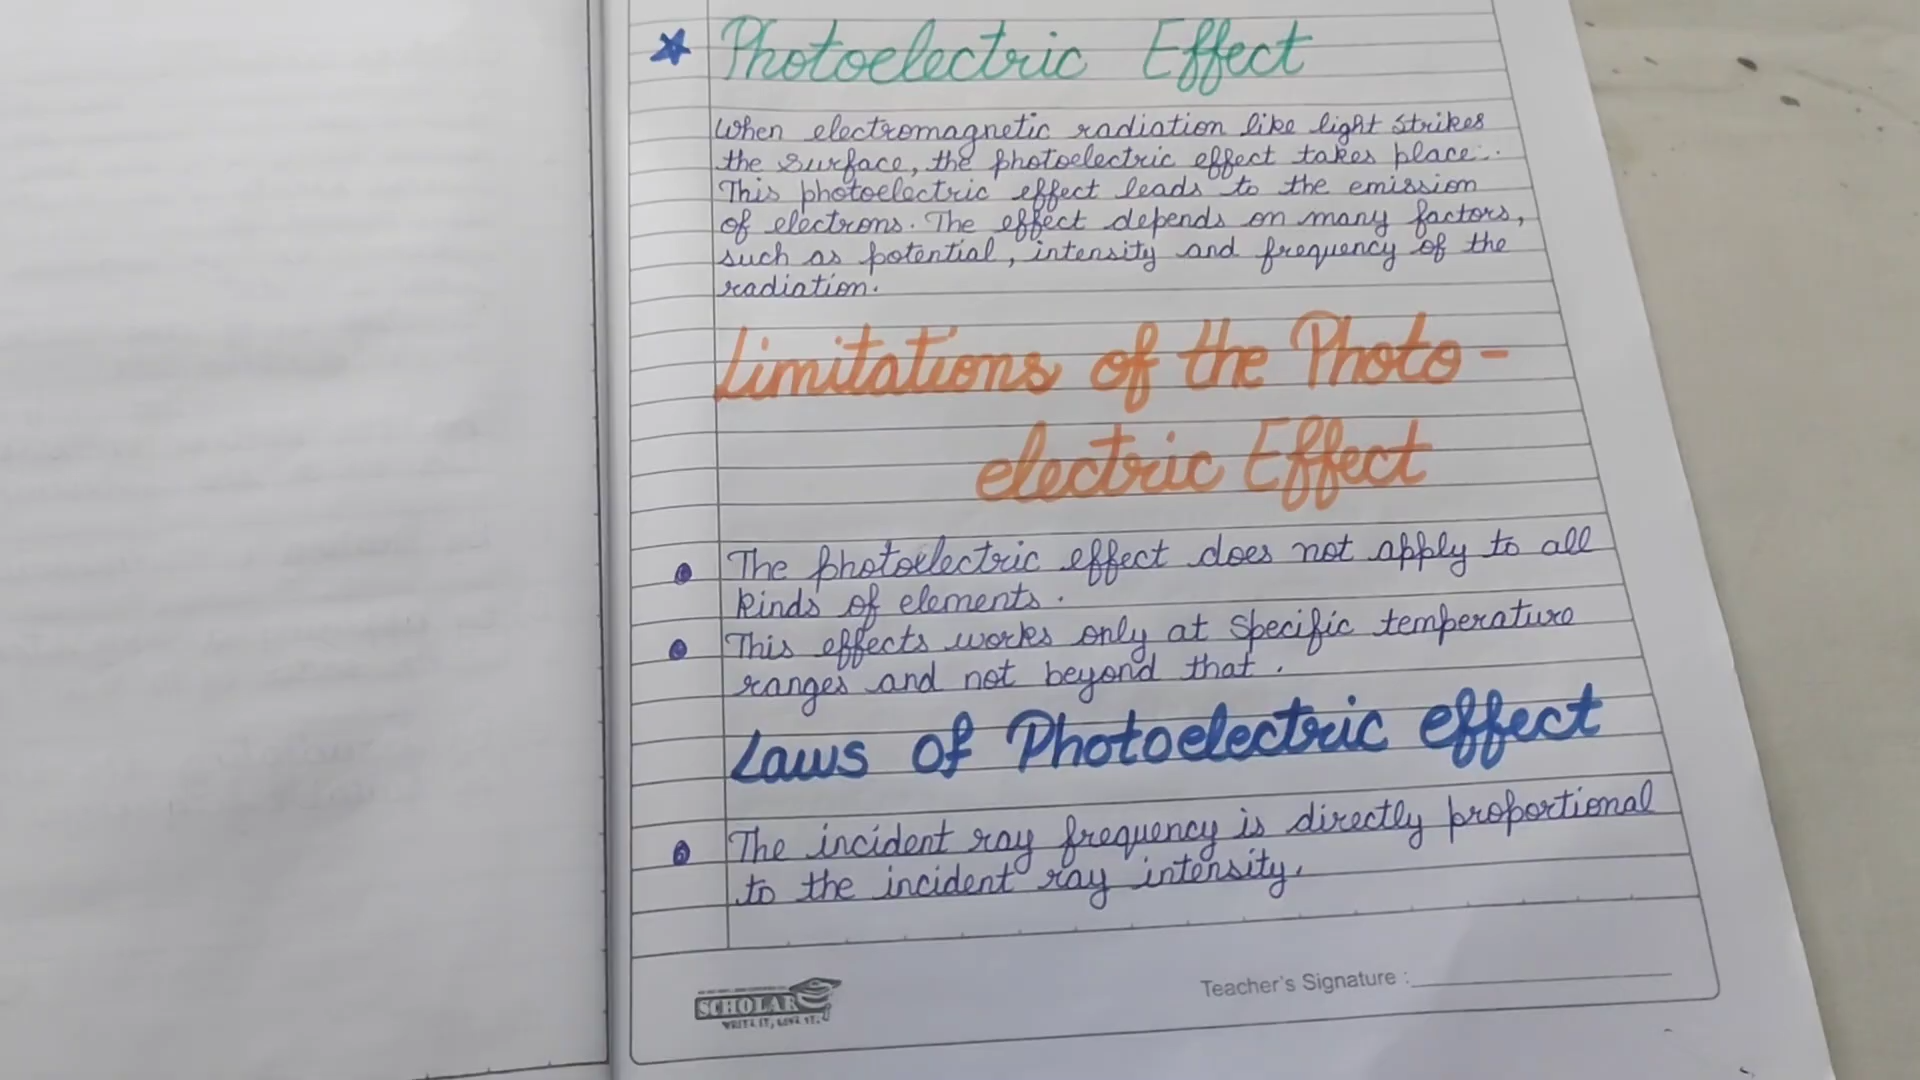 Photoelectric Effect
When electromagnetic radiation like light strikes
the surface, the photoelectric effect takes place.
This photoelectric effect leads to the emission
of electrons. The effect depends on many factors,
such as potential, intensity and frequency of the
radiation.
Limitations of the Photo-
electric Effect
The photoelectric effect does not apply to all
kinds of elements.
This effects works only at specific temperature
ranges and not beyond that.
Laws of Photoelectric effect
The incident ray frequency is directly proportional
to the incident ray intensity.
Teacher's Signature :
SCHOLAR
WRITE IT, LOVE IT.